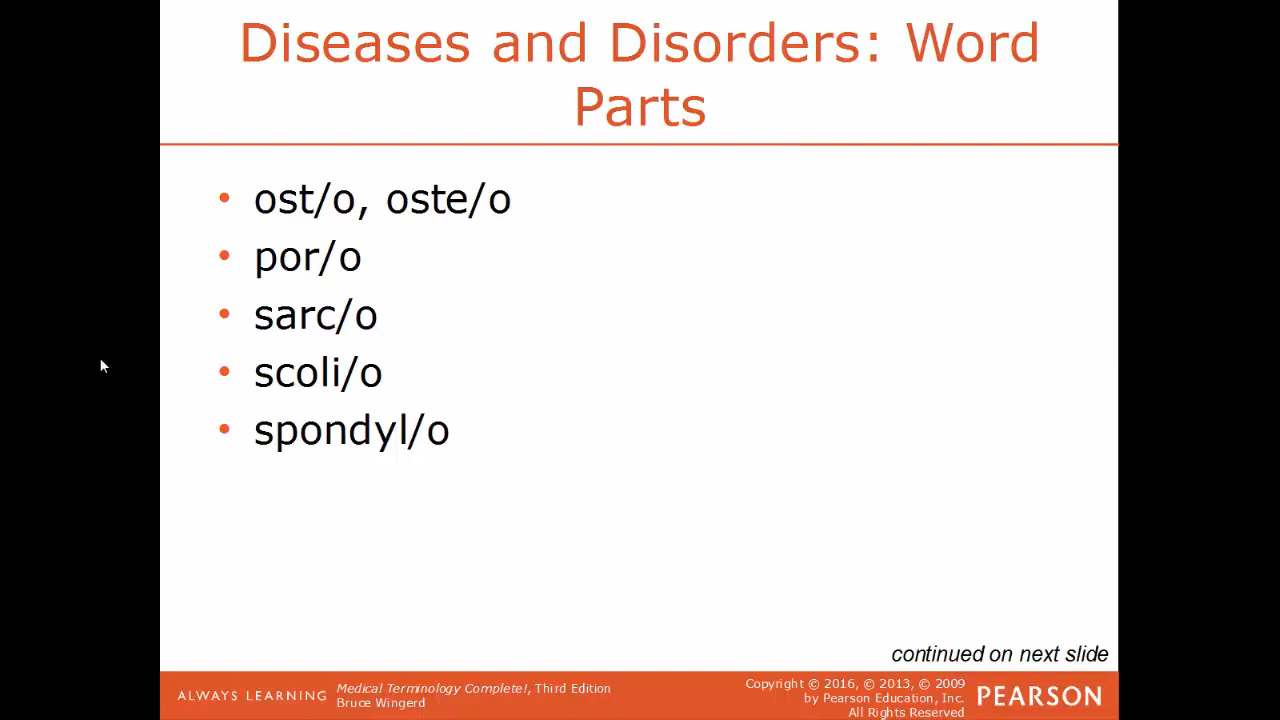 Diseases and Disorders: Word
Parts
• ost/o, oste/o
• por/o
• sarc/o
• scoli/o
• spondyl/o
continued on next slide
ALWAYS LEARNING
Medical Terminology Complete!, Third Edition
Bruce Wingerd
Copyright © 2016, © 2013, © 2009
by Pearson Education, Inc.
All Rights Reserved
PEARSON